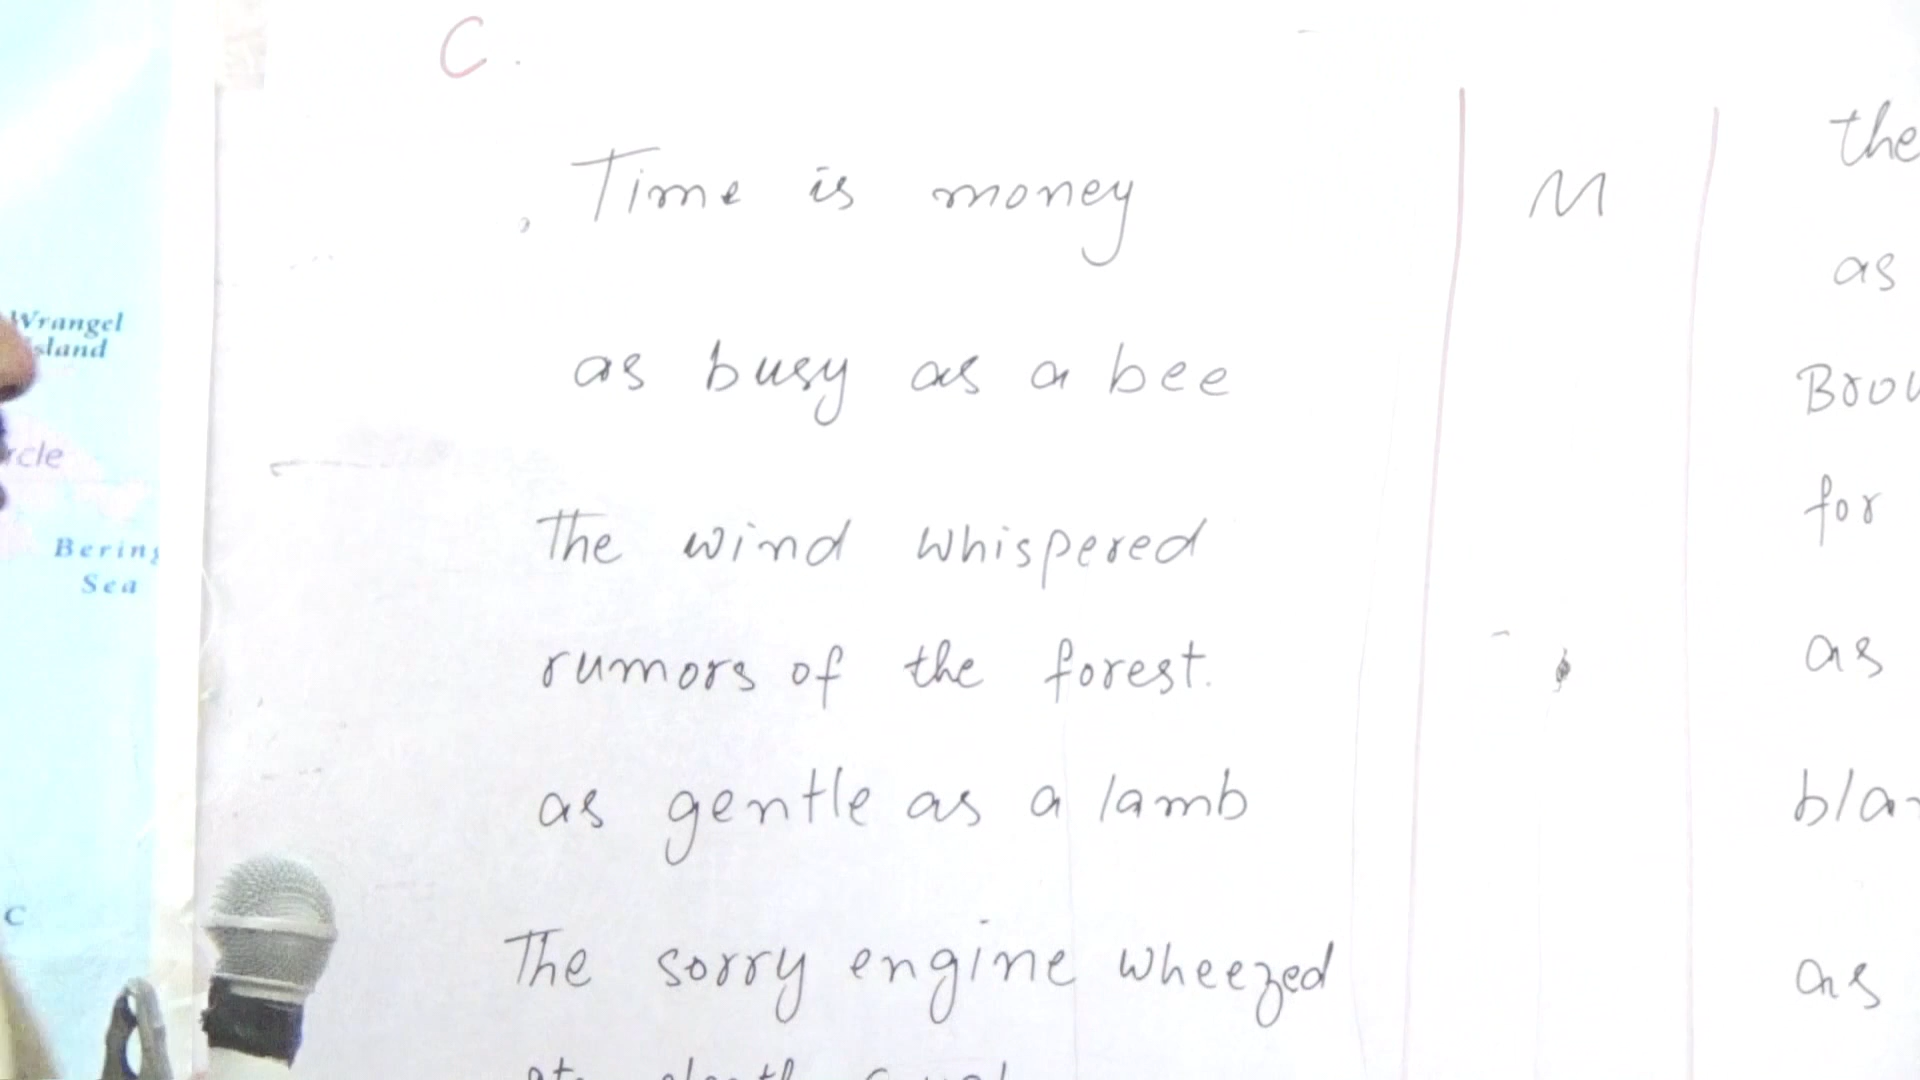 C.
Time is money
M
the
as busy as a bee
as
The wind whispered
for
rumors of the forest.
as
as gentle as a lamb
The sorry engine wheezed
as
Wrangel
Island
Bering
Sea
C